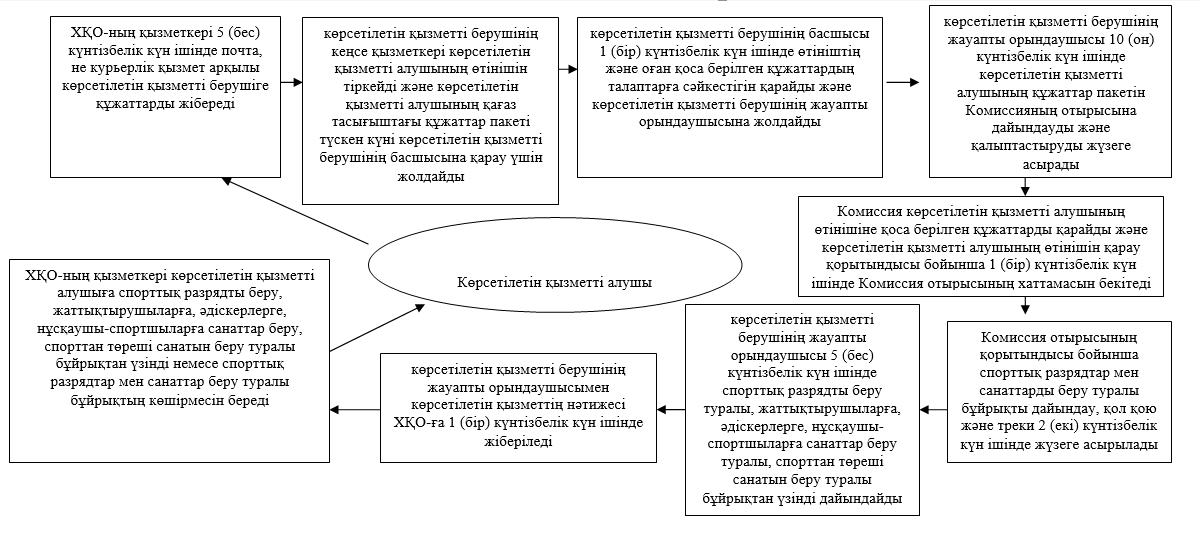 ХҚО-ның қызметкері 5 (бес)
күнтізбелік күн ішінде почта,
не курьерлік қызмет арқылы
көрсетілетін қызметті берушіге
құжаттарды жібереді
көрсетілетін қызметті берушінің
кеңсе қызметкері көрсетілетін
қызметті алушының өтінішін
тіркейді және көрсетілетін
қызметті алушының қағаз
тасығыштағы құжаттар пакеті
түскен күні көрсетілетін қызметті
берушінің басшысына қарау үшін
жолдайды
көрсетілетін қызметті берушінің басшысы
1 (бір) күнтізбелік күн ішінде өтініштің
және оған қоса берілген құжаттардың
талаптарға сәйкестігін қарайды және
көрсетілетін қызметті берушінің жауапты
орындаушысына жолдайды
көрсетілетін қызметті берушінің
жауапты орындаушысы 10 (он)
күнтізбелік күн ішінде
көрсетілетін қызметті
алушының құжаттар пакетін
Комиссияның отырысына
дайындауды және
қалыптастыруды жүзеге
асырады
Комиссия көрсетілетін қызметті алушының
өтінішіне қоса берілген құжаттарды қарайды және
көрсетілетін қызметті алушының өтінішін қарау
қорытындысы бойынша 1 (бір) күнтізбелік күн
ішінде Комиссия отырысының хаттамасын бекітеді
Комиссия отырысының
қорытындысы бойынша
спорттық разрядтар мен
санаттарды беру туралы
бұйрықты дайындау, қол қою
және треки 2 (екі) күнтізбелік
күн ішінде жүзеге асырылады
көрсетілетін қызметті
берушінің жауапты
орындаушысы 5 (бес)
күнтізбелік күн ішінде
спорттық разрядты беру
туралы, жаттықтырушыларға,
әдіскерлерге, нұсқаушы-
спортшыларға санаттар беру
туралы, спорттан төреші
санатын беру туралы
бұйрықтан үзінді дайындайды
көрсетілетін қызметті берушінің
жауапты орындаушысымен
көрсетілетін қызметтің нәтижесі
ХҚО-ға 1 (бір) күнтізбелік күн ішінде
жіберіледі
ХҚО-ның қызметкері көрсетілетін қызметті
алушыға спорттық разрядты беру,
жаттықтырушыларға, әдіскерлерге,
нұсқаушы-спортшыларға санаттар беру,
спорттан төреші санатын беру туралы
бұйрықтан үзінді немесе спорттық
разрядтар мен санаттар беру туралы
бұйрықтың көшірмесін береді
Көрсетілетін қызметті алушы